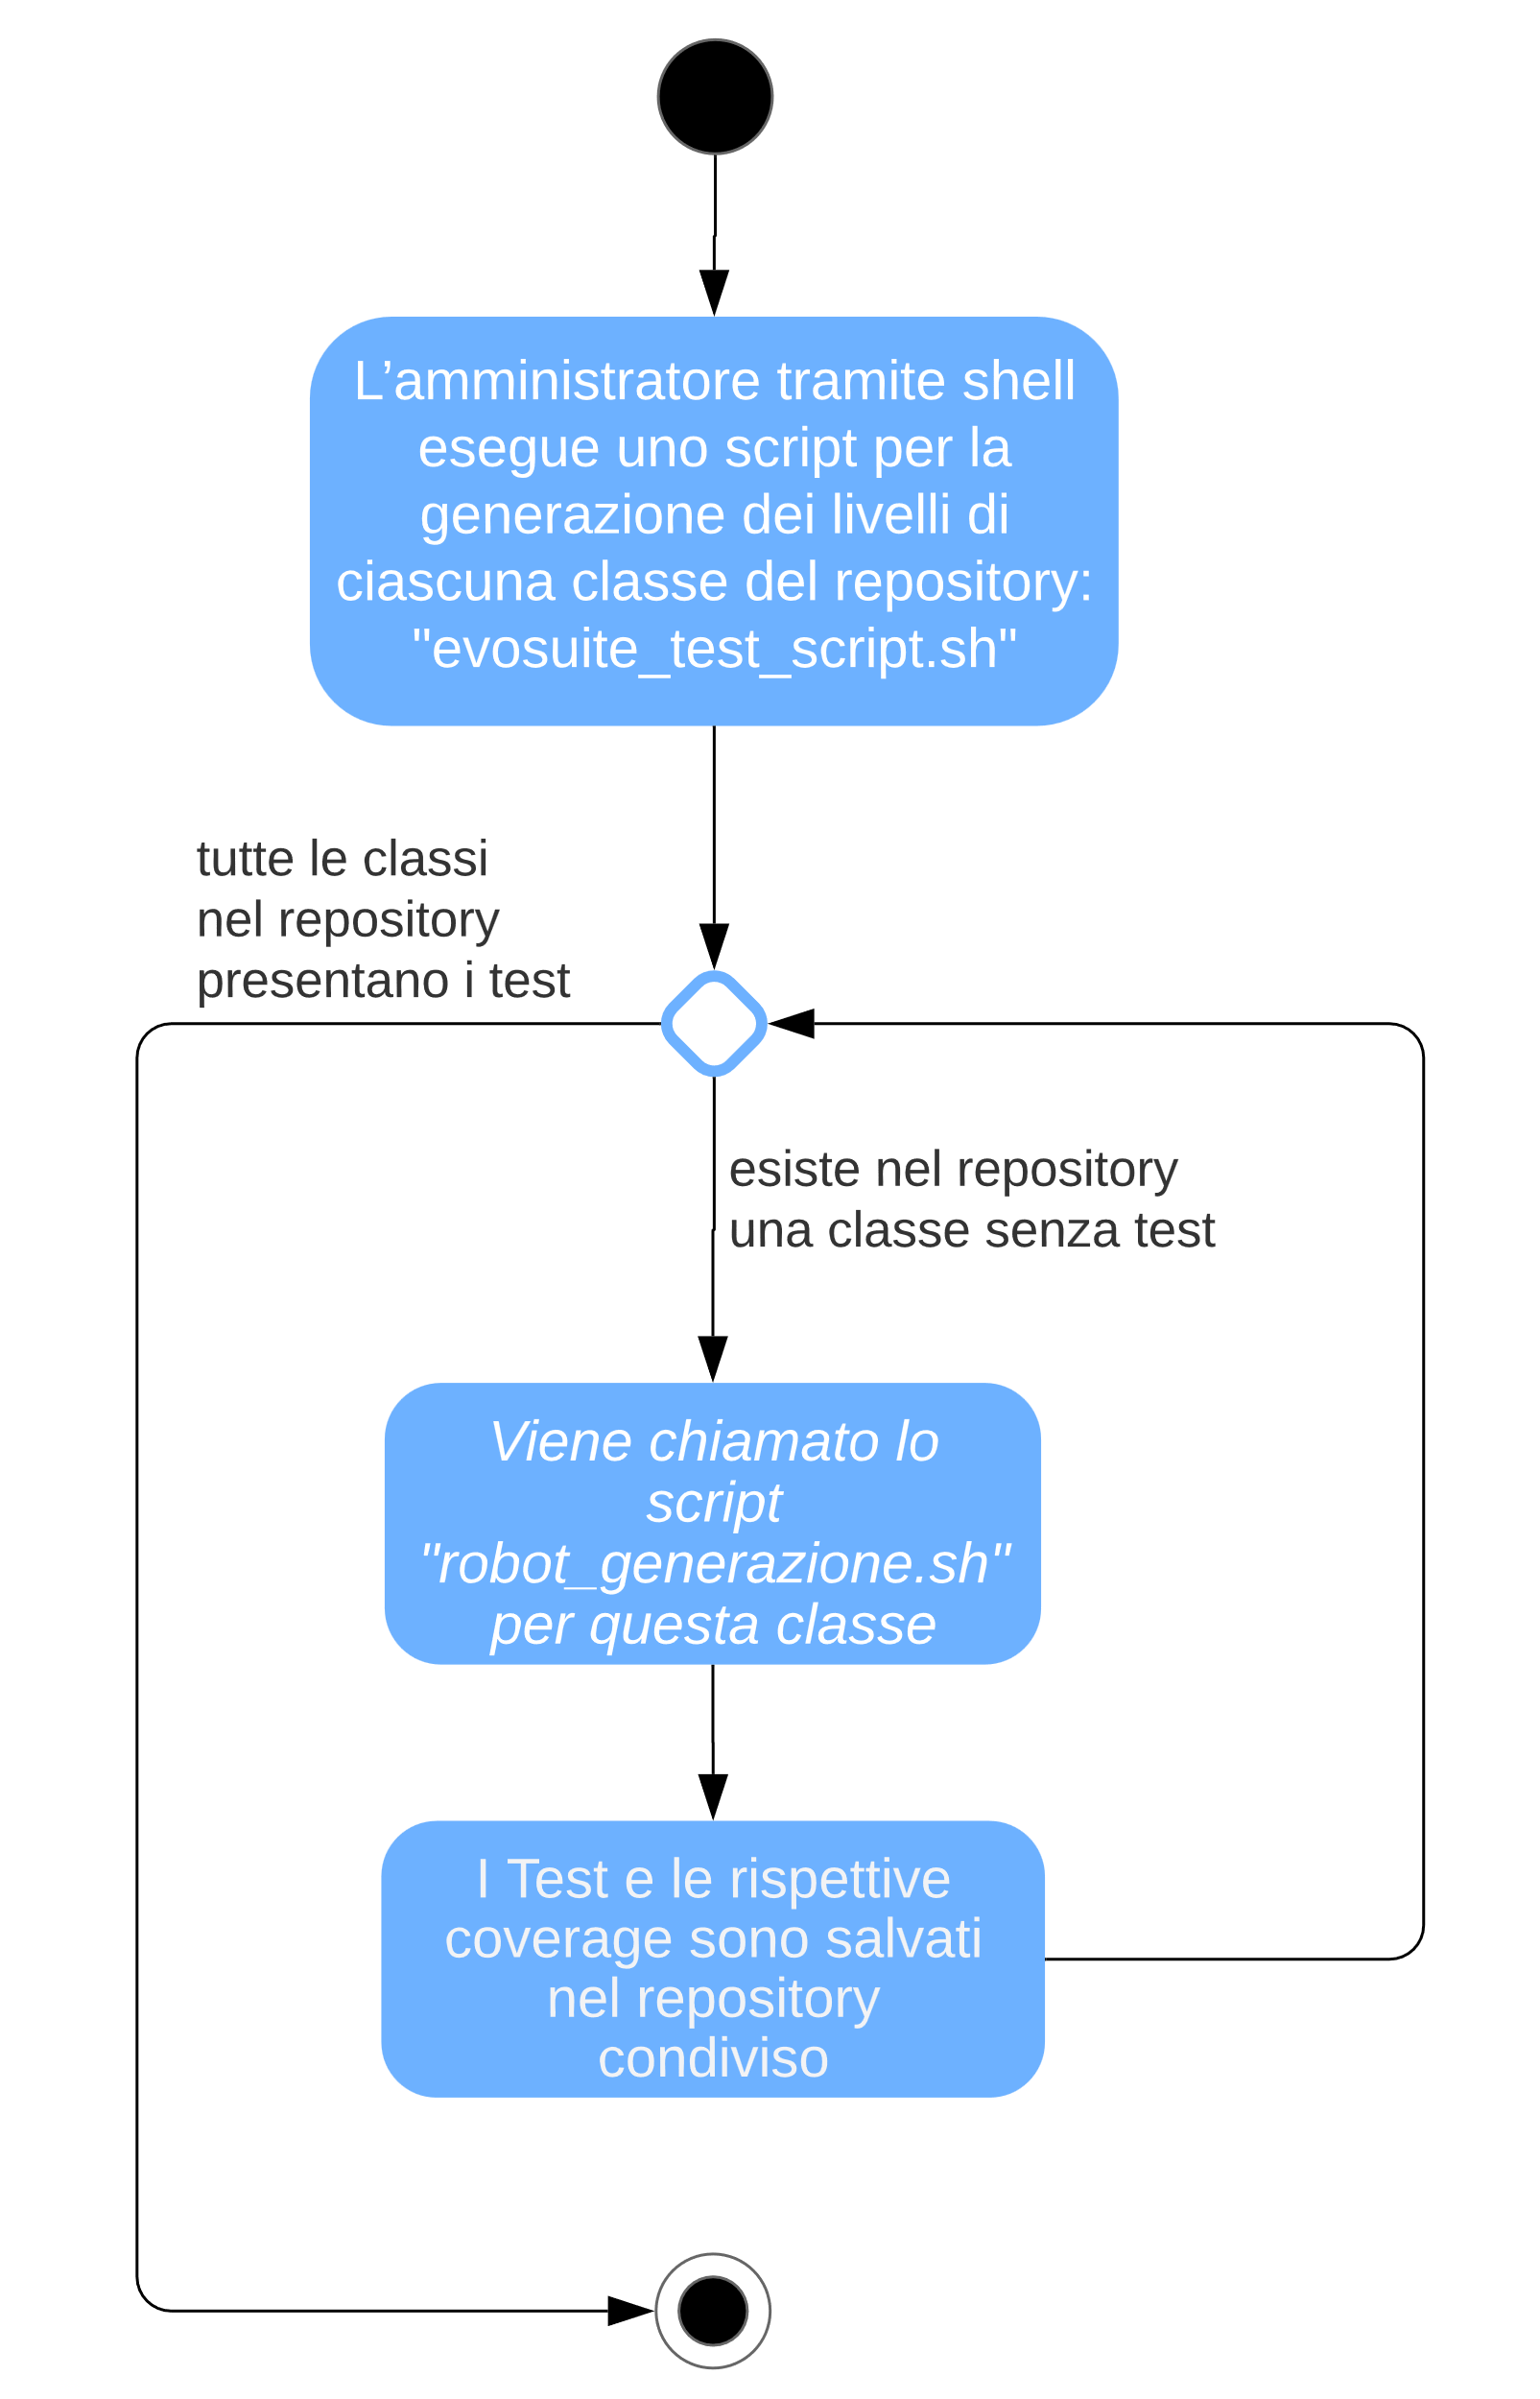 L’amministratore tramite shell
esegue uno script per la
generazione dei livelli di
ciascuna classe del repository:
"evosuite_test_script.sh"
tutte le classi
nel repository
presentano i test
esiste nel repository
una classe senza test
Viene chiamato lo
script
"robot_generazione.sh"
per questa classe
I Test e le rispettive
coverage sono salvati
nel repository
condiviso